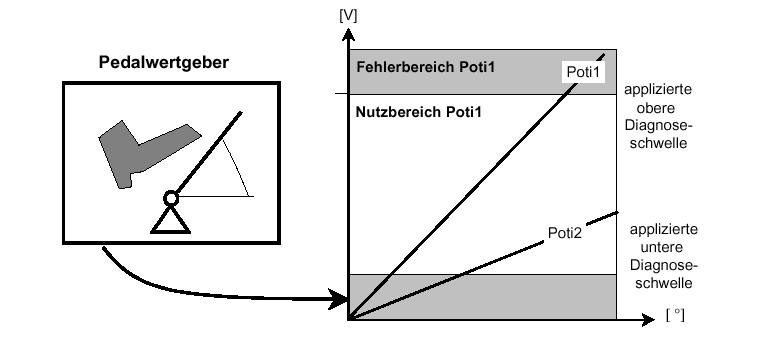 [V]
Pedalwertgeber
Fehlerbereich Poti1
Poti1
Nutzbereich Poti1
applizierte
obere
Diagnose-
schwelle
Poti2
applizierte
untere
Diagnose-
schwelle
[ °]